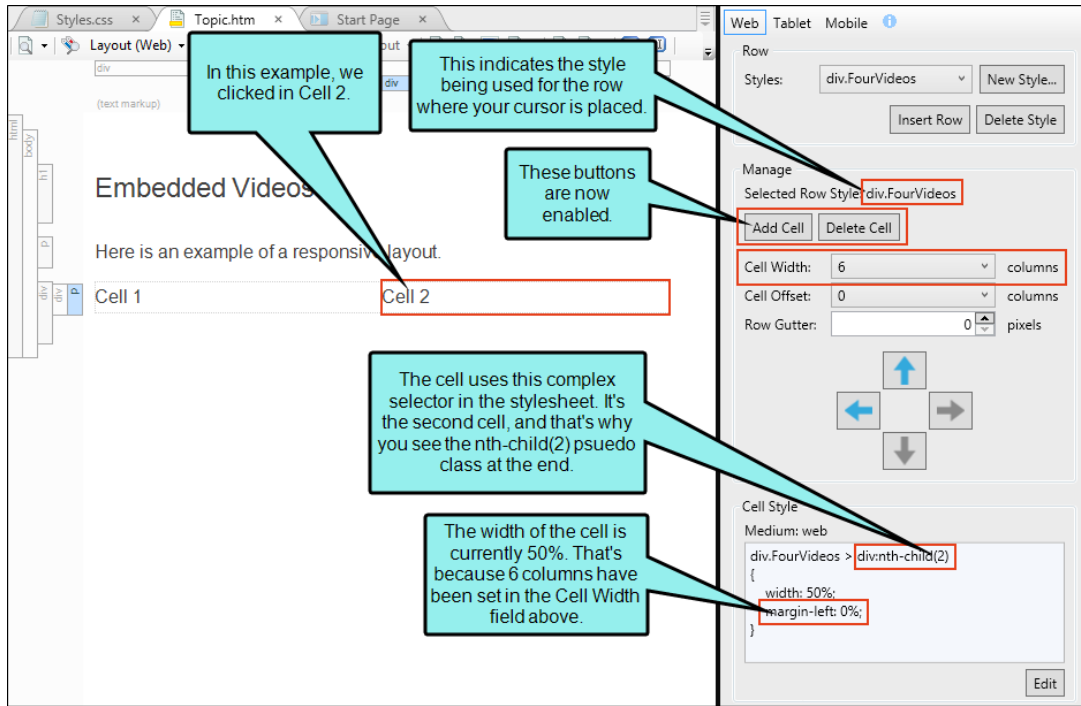 Styles.css ×
Topic.htm ×
Start Page ×
Layout (Web)
div
div
(text markup)
html
body
h1
p
div
div
p
In this example, we
clicked in Cell 2.
This indicates the style
being used for the row
where your cursor is placed.
These buttons
are now
enabled.
Embedded Videos
Here is an example of a responsive layout.
Cell 1
Cell 2
The cell uses this complex
selector in the stylesheet. It's
the second cell, and that's why
you see the nth-child(2) psuedo
class at the end.
The width of the cell is
currently 50%. That's
because 6 columns have
been set in the Cell Width
field above.
Web Tablet Mobile
Row
Styles: div.FourVideos New Style...
Insert Row Delete Style
Manage
Selected Row Style: div.FourVideos
Add Cell Delete Cell
Cell Width: 6 columns
Cell Offset: 0 columns
Row Gutter: 0 pixels
Cell Style
Medium: web
div.FourVideos > div:nth-child(2)
{
width: 50%;
margin-left: 0%;
}
Edit